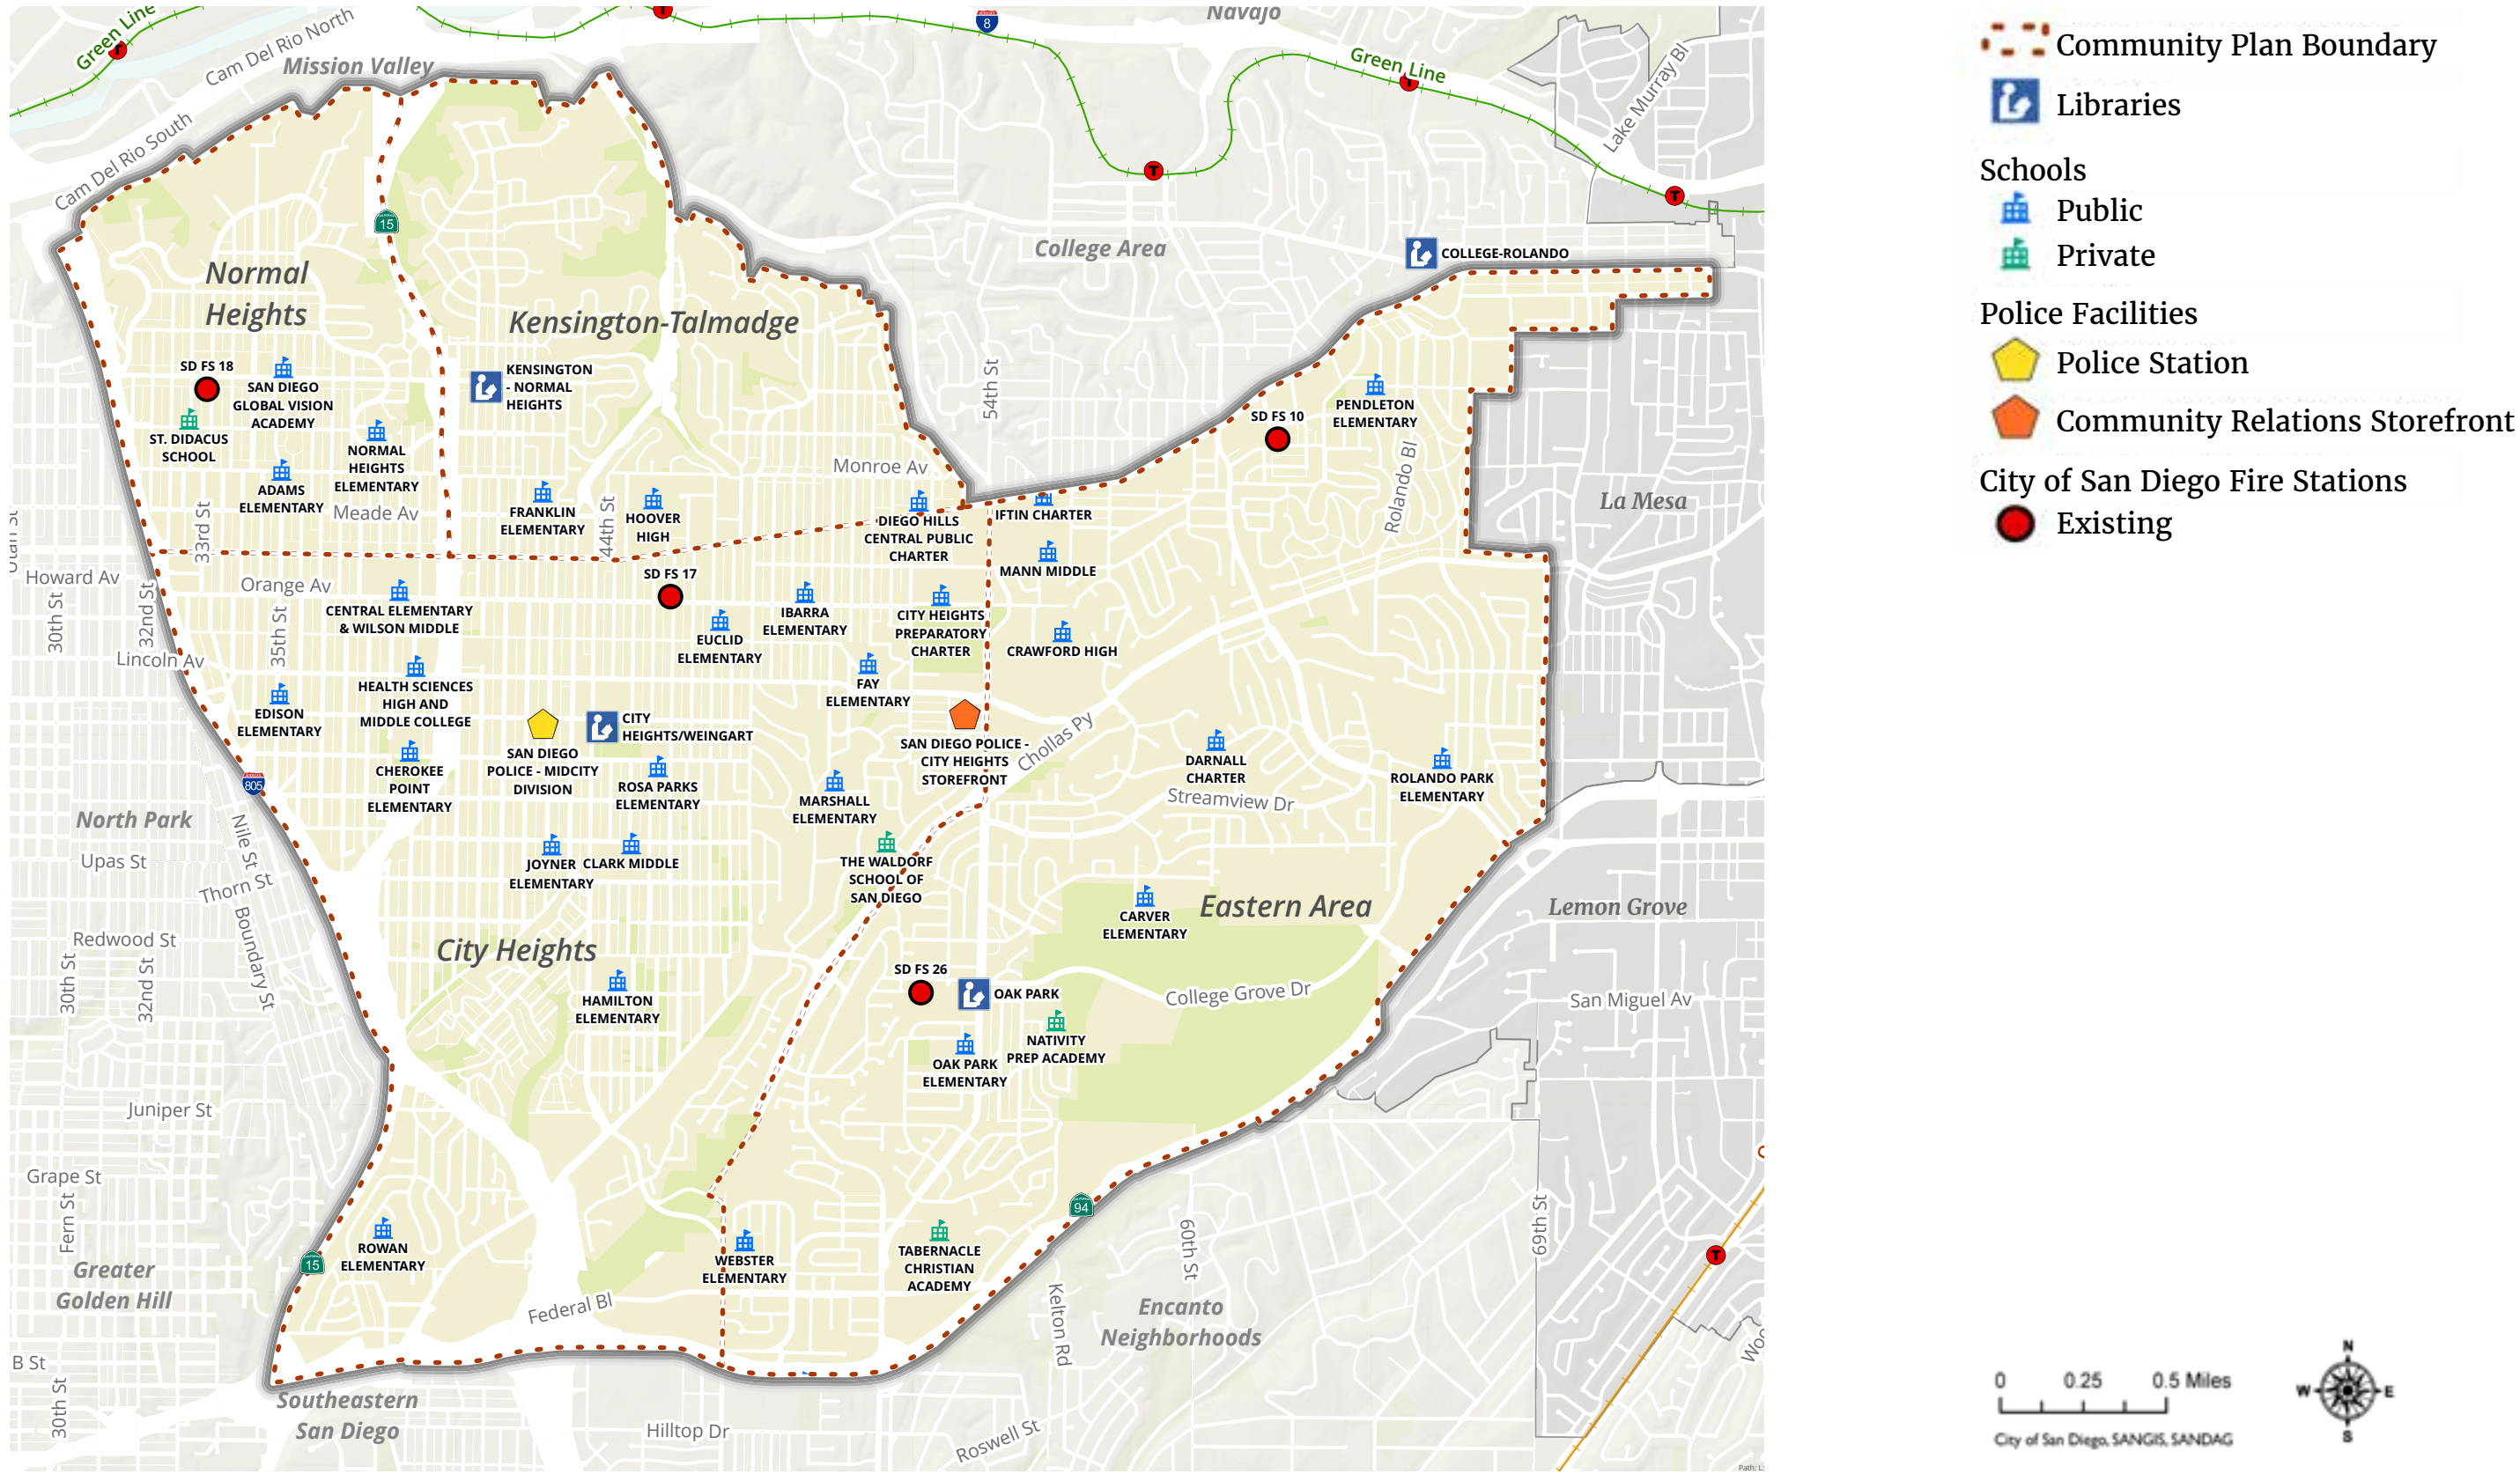 Green Line
Cam Del Rio North
Mission Valley
Cam Del Rio South
8
Navajo
Green Line
Lake Murray Bl
15
Normal
Heights
Kensington-Talmadge
College Area
COLLEGE-ROLANDO
54th St
SD FS 18
SAN DIEGO
GLOBAL VISION
ACADEMY
ST. DIDACUS
SCHOOL
NORMAL
HEIGHTS
ELEMENTARY
ADAMS
ELEMENTARY
Meade Av
33rd St
KENSINGTON
- NORMAL
HEIGHTS
FRANKLIN
ELEMENTARY
44th St
HOOVER
HIGH
Monroe Av
DIEGO HILLS
CENTRAL PUBLIC
CHARTER
IFTIN CHARTER
MANN MIDDLE
SD FS 10
PENDLETON
ELEMENTARY
Rolando Bl
La Mesa
Utah St
Howard Av
30th St
32nd St
Orange Av
35th St
Lincoln Av
CENTRAL ELEMENTARY
& WILSON MIDDLE
SD FS 17
EUCLID
ELEMENTARY
IBARRA
ELEMENTARY
CITY HEIGHTS
PREPARATORY
CHARTER
CRAWFORD HIGH
FAY
ELEMENTARY
EDISON
ELEMENTARY
HEALTH SCIENCES
HIGH AND
MIDDLE COLLEGE
SAN DIEGO
POLICE - MIDCITY
DIVISION
CITY
HEIGHTS/WEINGART
SAN DIEGO POLICE -
CITY HEIGHTS
STOREFRONT
Chollas Py
DARNALL
CHARTER
Streamview Dr
ROLANDO PARK
ELEMENTARY
805
CHEROKEE
POINT
ELEMENTARY
ROSA PARKS
ELEMENTARY
MARSHALL
ELEMENTARY
North Park
Nile St
Upas St
Thorn St
Boundary St
Redwood St
30th St
32nd St
JOYNER
ELEMENTARY
CLARK MIDDLE
THE WALDORF
SCHOOL OF
SAN DIEGO
CARVER
ELEMENTARY
Eastern Area
Lemon Grove
City Heights
HAMILTON
ELEMENTARY
SD FS 26
OAK PARK
College Grove Dr
San Miguel Av
OAK PARK
ELEMENTARY
NATIVITY
PREP ACADEMY
Juniper St
Grape St
Fern St
Greater
Golden Hill
ROWAN
ELEMENTARY
15
Federal Bl
WEBSTER
ELEMENTARY
TABERNACLE
CHRISTIAN
ACADEMY
94
60th St
69th St
Kelton Rd
Encanto
Neighborhoods
B St
30th St
Southeastern
San Diego
Hilltop Dr
Roswell St
Community Plan Boundary
Libraries
Schools
Public
Private
Police Facilities
Police Station
Community Relations Storefront
City of San Diego Fire Stations
Existing
0 0.25 0.5 Miles
City of San Diego, SANGIS, SANDAG
N
W E
S